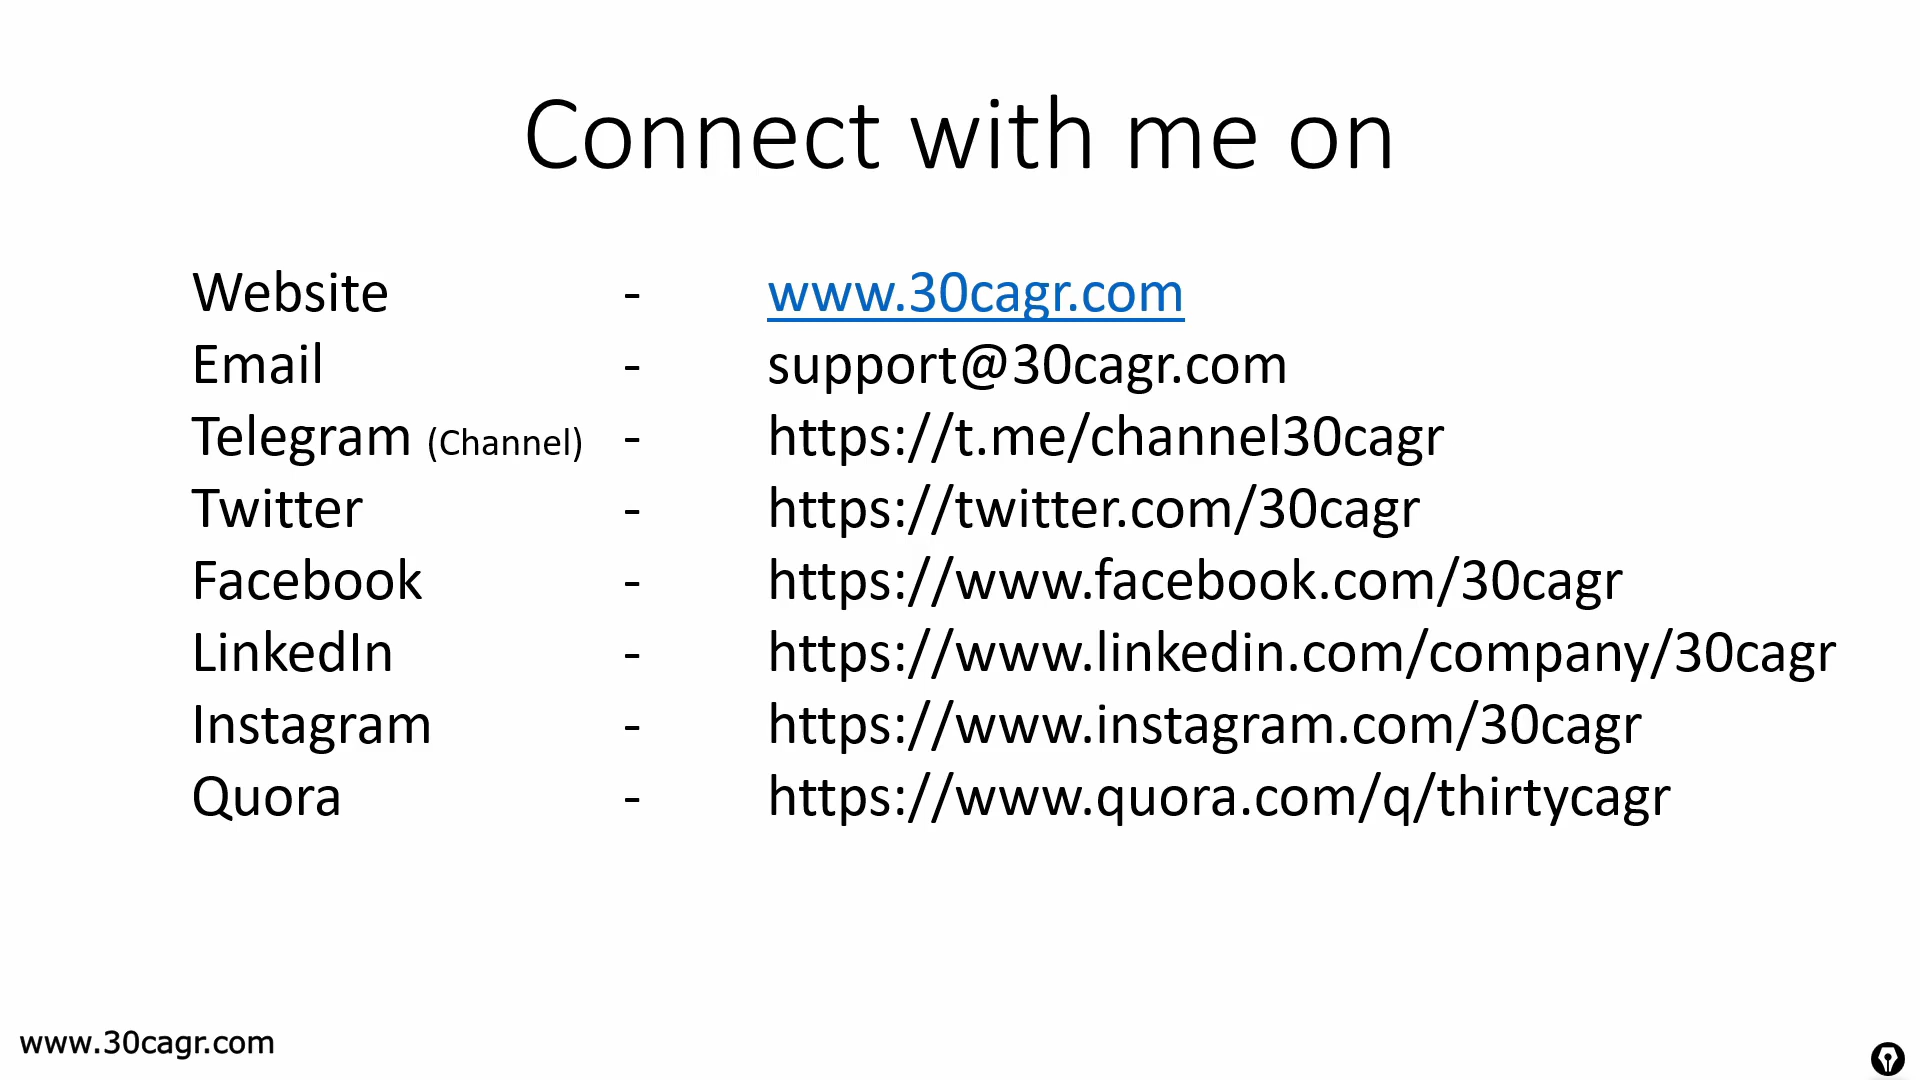 Connect with me on
Website - www.30cagr.com
Email - support@30cagr.com
Telegram (Channel) - https://t.me/channel30cagr
Twitter - https://twitter.com/30cagr
Facebook - https://www.facebook.com/30cagr
LinkedIn - https://www.linkedin.com/company/30cagr
Instagram - https://www.instagram.com/30cagr
Quora - https://www.quora.com/q/thirtycagr
www.30cagr.com